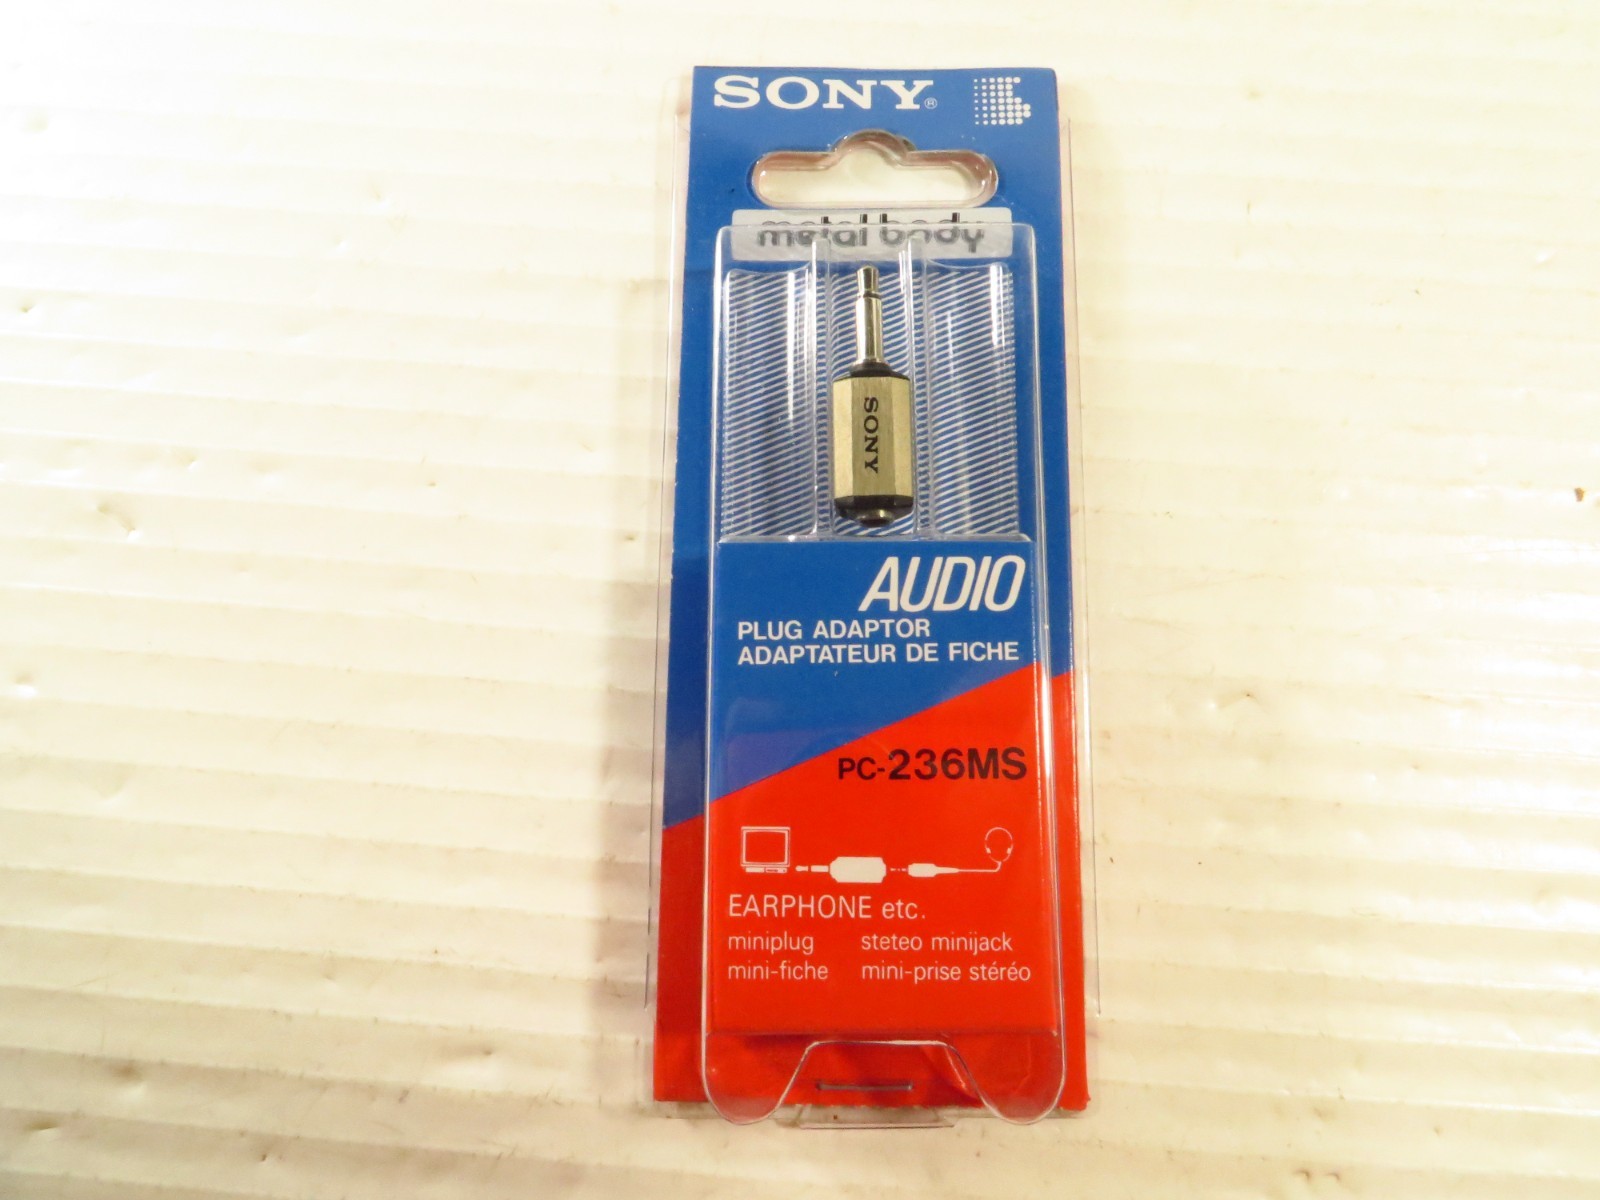 SONY®
metal body
SONY
AUDIO
PLUG ADAPTOR
ADAPTATEUR DE FICHE
PC-236MS
EARPHONE etc.
miniplug steteo minijack
mini-fiche mini-prise stéréo